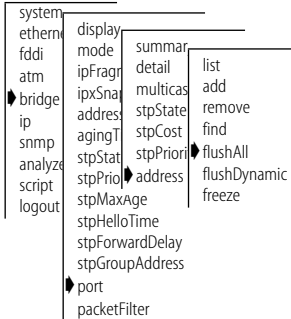 system
etherne
fddi
atm
bridge
ip
snmp
analyze
script
logout
display
mode
ipFragm
ipxSnap
address
agingT
stpStat
stpPrio
stpMaxAge
stpHelloTime
stpForwardDelay
stpGroupAddress
port
packetFilter
summar
detail
multicas
stpState
stpCost
stpPriori
address
list
add
remove
find
flushAll
flushDynamic
freeze